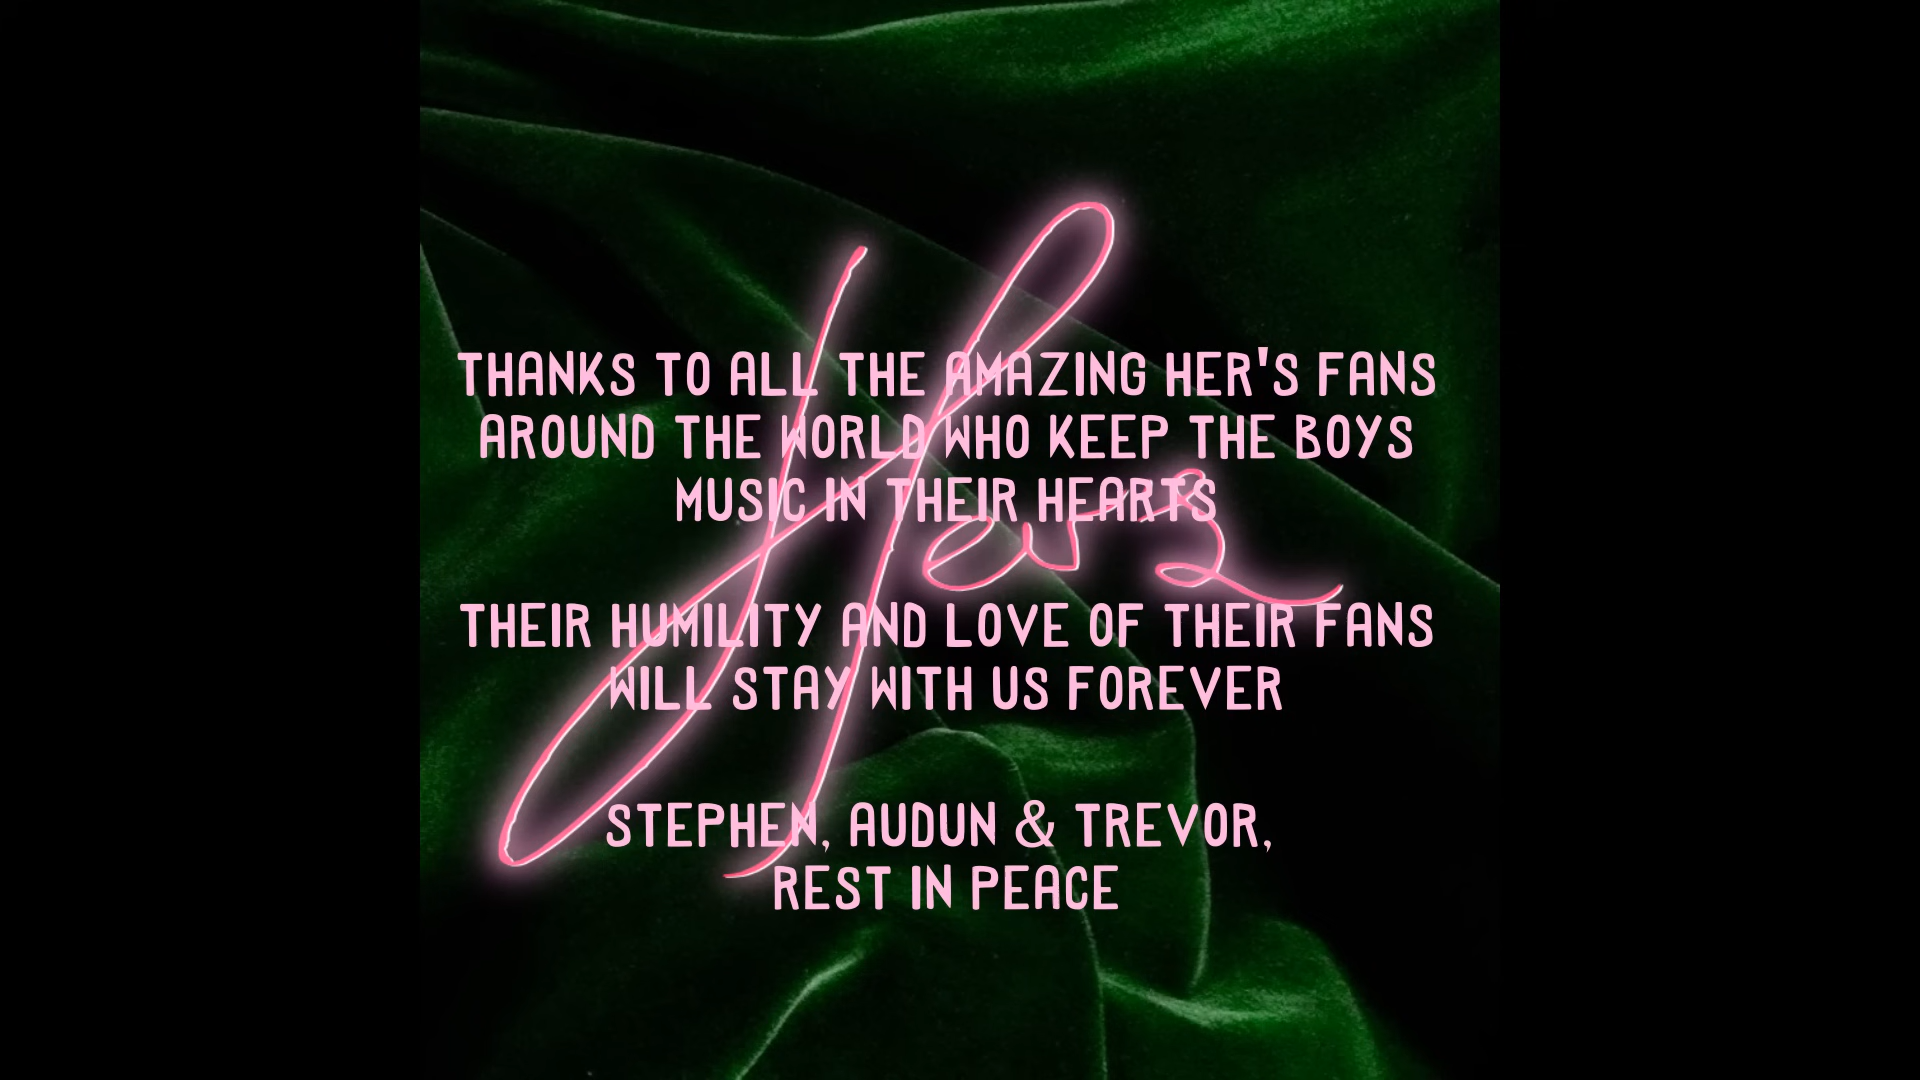 THANKS TO ALL THE AMAZING HER'S FANS
AROUND THE WORLD WHO KEEP THE BOYS
MUSIC IN THEIR HEARTS
Her's
THEIR HUMILITY AND LOVE OF THEIR FANS
WILL STAY WITH US FOREVER
STEPHEN, AUDUN & TREVOR,
REST IN PEACE